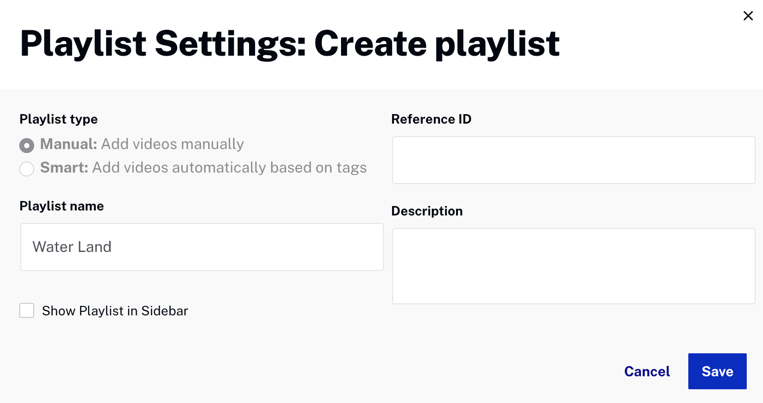 Playlist Settings: Create playlist
Playlist type
Manual: Add videos manually
Smart: Add videos automatically based on tags
Playlist name
Water Land
Show Playlist in Sidebar
Reference ID
Description
Cancel
Save